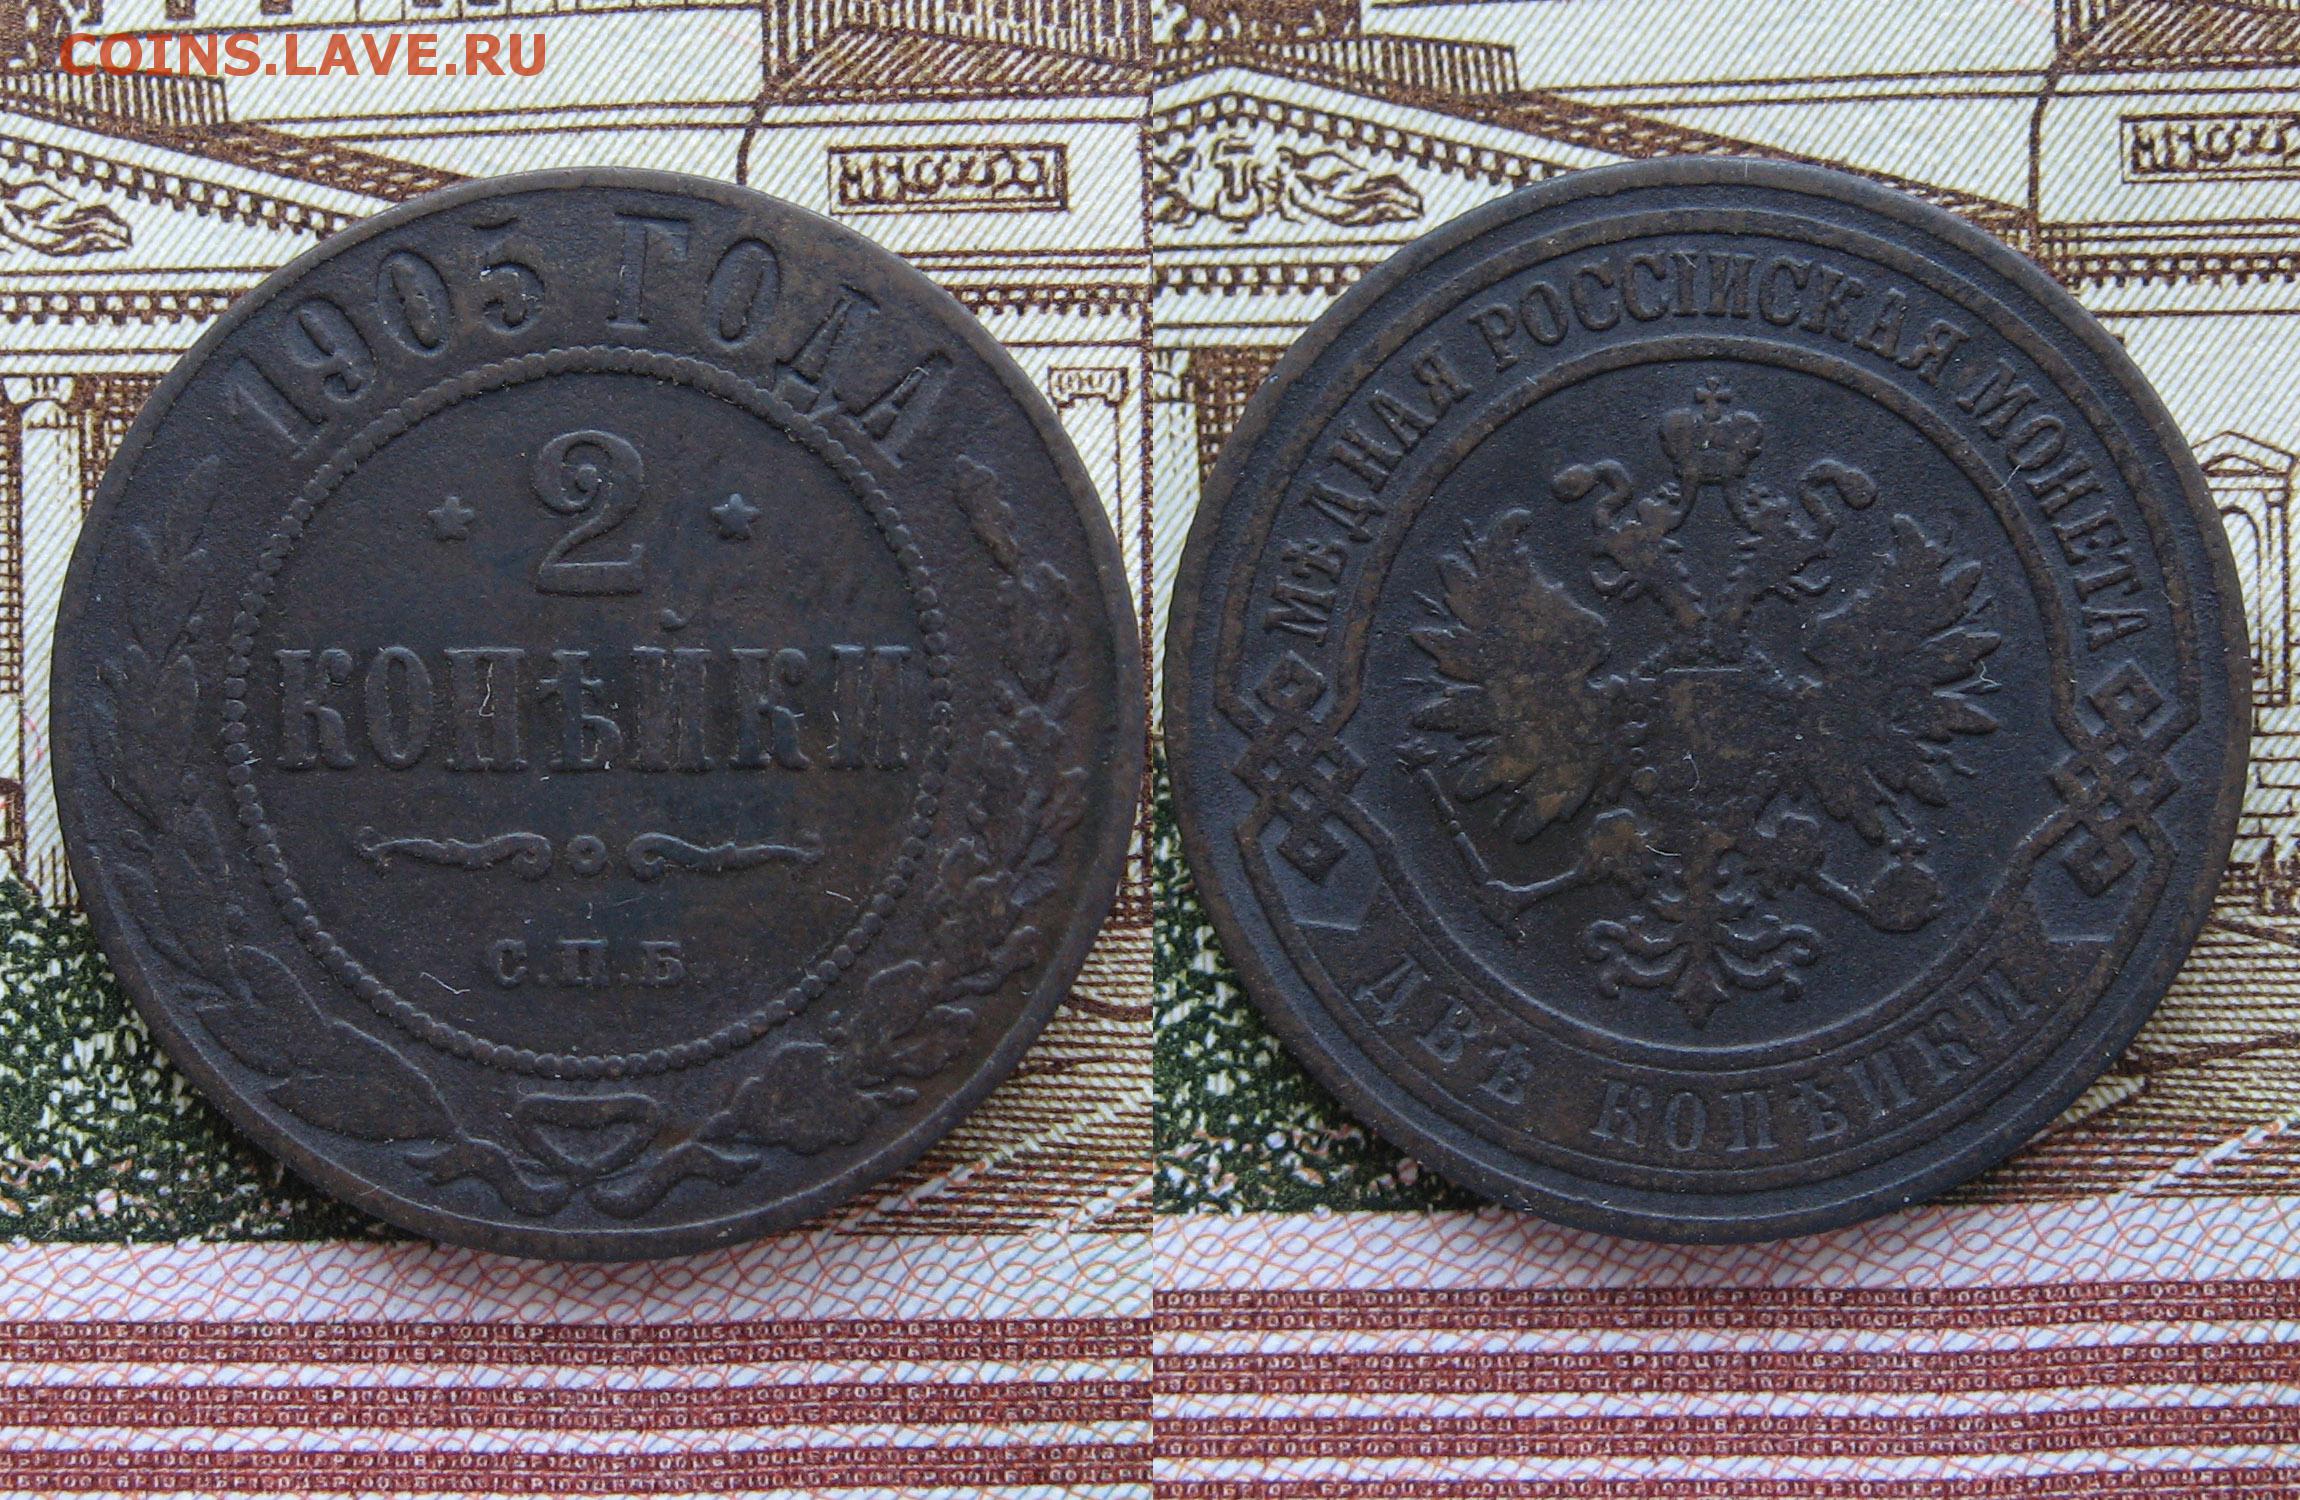 COINS.LAVE.RU
1905 ГОДА
2
КОПѢЙКИ
С.П.Б.
МѢДНАЯ РОССІЙСКАЯ МОНЕТА
ДВѢ КОПѢЙКИ